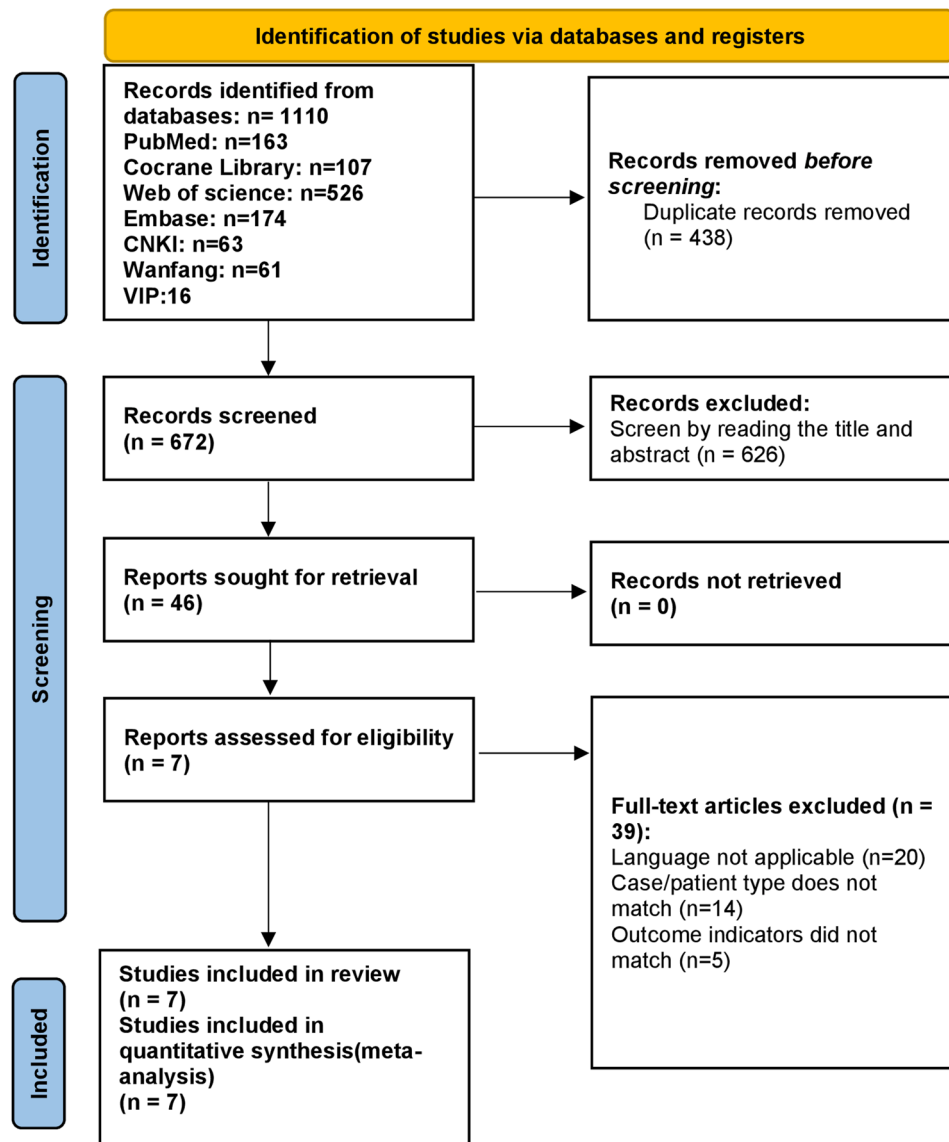 Identification of studies via databases and registers
Identification
Records identified from
databases: n= 1110
PubMed: n=163
Cocrane Library: n=107
Web of science: n=526
Embase: n=174
CNKI: n=63
Wanfang: n=61
VIP:16
Records removed before
screening:
Duplicate records removed
(n = 438)
Screening
Records screened
(n = 672)
Records excluded:
Screen by reading the title and
abstract (n = 626)
Reports sought for retrieval
(n = 46)
Records not retrieved
(n = 0)
Reports assessed for eligibility
(n = 7)
Full-text articles excluded (n =
39):
Language not applicable (n=20)
Case/patient type does not
match (n=14)
Outcome indicators did not
match (n=5)
Included
Studies included in review
(n = 7)
Studies included in
quantitative synthesis(meta-
analysis)
(n = 7)